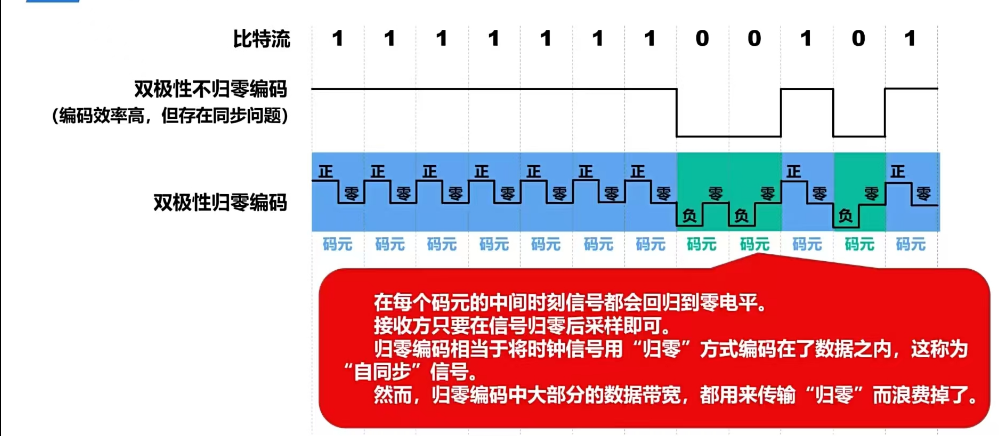 比特流 1 1 1 1 1 1 1 0 0 1 0 1
双极性不归零编码
（编码效率高，但存在同步问题）
正 正 正 正 正 正 正 零 零 正 零 正
零 零 零 零 零 零 零 负 负 零 负 零
双极性归零编码
码元 码元 码元 码元 码元 码元 码元 码元 码元 码元 码元 码元
在每个码元的中间时刻信号都会回归到零电平。
接收方只要在信号归零后采样即可。
归零编码相当于将时钟信号用“归零”方式编码在了数据之内，这称为
“自同步”信号。
然而，归零编码中大部分的数据带宽，都用来传输“归零”而浪费掉了。